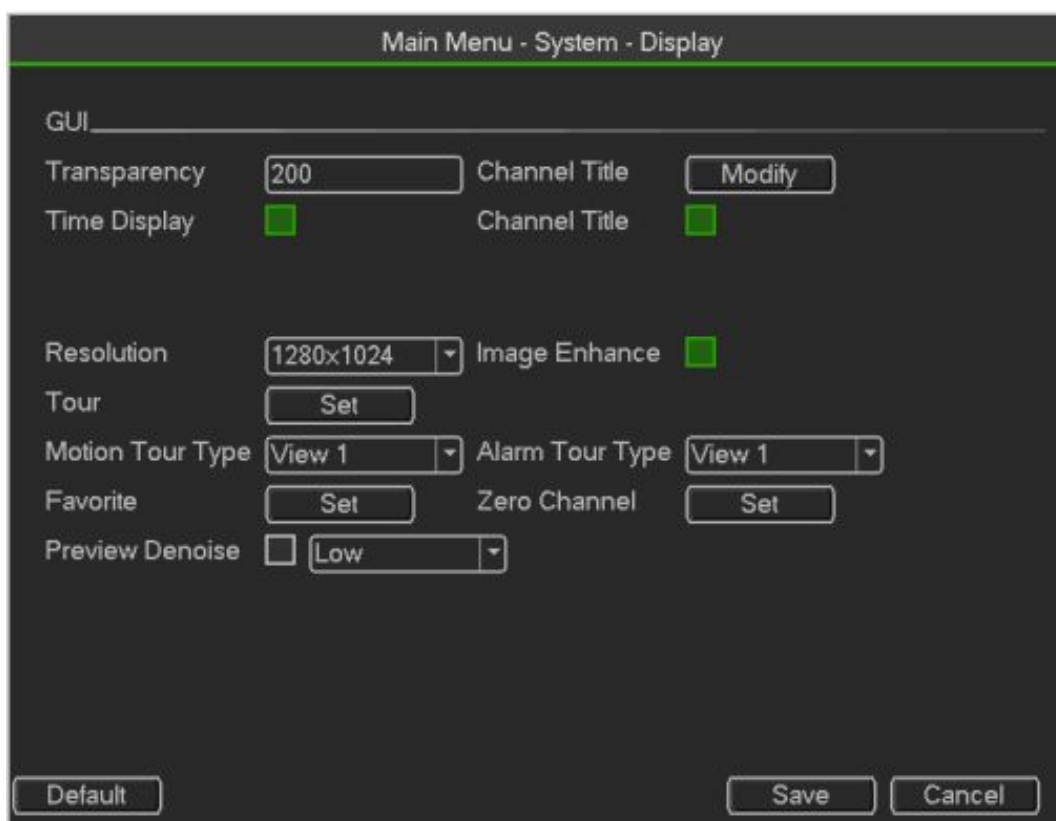 Main Menu - System - Display
GUI
Transparency 200 Channel Title Modify
Time Display Channel Title
Resolution 1280x1024 Image Enhance
Tour Set
Motion Tour Type View 1 Alarm Tour Type View 1
Favorite Set Zero Channel Set
Preview Denoise Low
Default Save Cancel